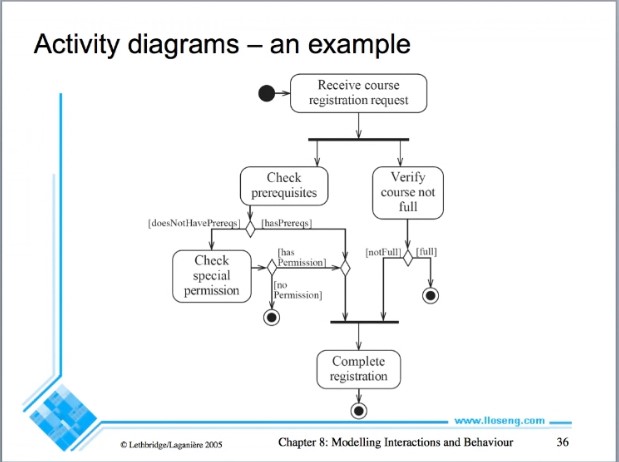 Activity diagrams – an example
Receive course
registration request
Check
prerequisites
Verify
course not
full
[doesNotHavePrereqs]
[hasPrereqs]
Check
special
permission
[has
Permission]
[no
Permission]
[notFull]
[full]
Complete
registration
www.lloseng.com
© Lethbridge/Laganière 2005
Chapter 8: Modelling Interactions and Behaviour
36